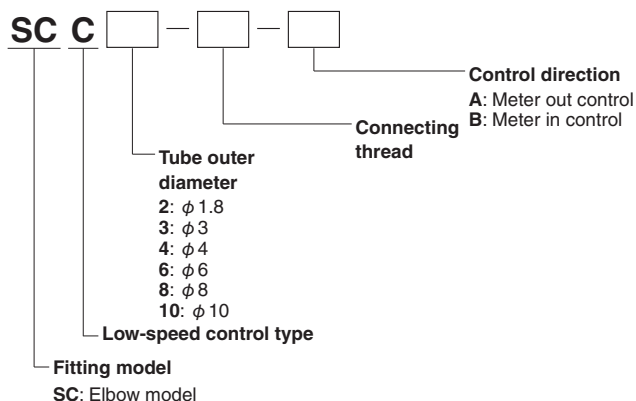 SC C □ − □ − □
Control direction
A: Meter out control
B: Meter in control
Connecting
thread
Tube outer
diameter
2: φ1.8
3: φ3
4: φ4
6: φ6
8: φ8
10: φ10
Low-speed control type
Fitting model
SC: Elbow model